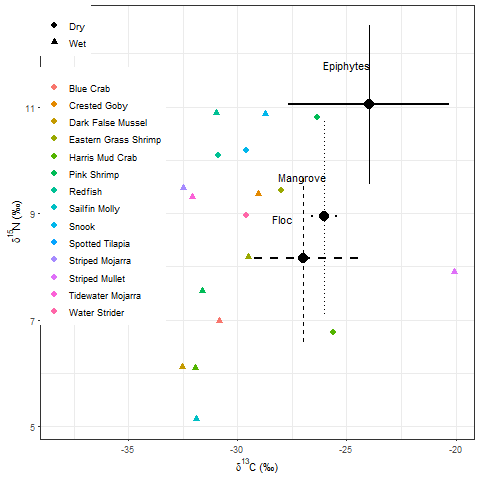 Dry
Wet
Blue Crab
Crested Goby
Dark False Mussel
Eastern Grass Shrimp
Harris Mud Crab
Pink Shrimp
Redfish
Sailfin Molly
Snook
Spotted Tilapia
Striped Mojarra
Striped Mullet
Tidewater Mojarra
Water Strider
Epiphytes
Mangrove
Floc
11
9
7
5
δ15N (‰)
-35
-30
-25
-20
δ13C (‰)